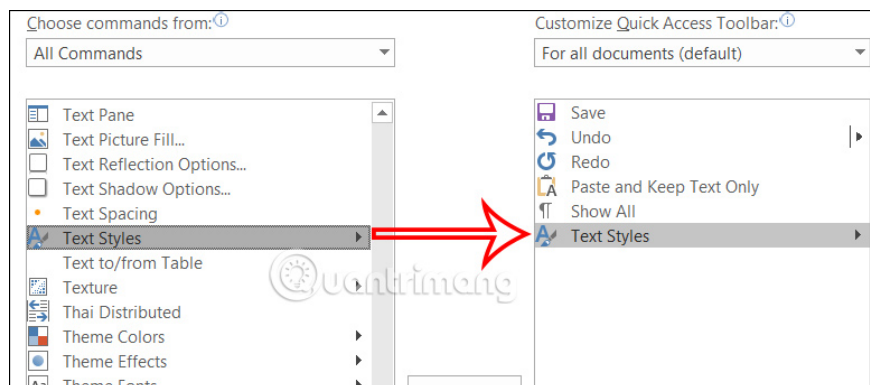 Choose commands from:
All Commands
Text Pane
Text Picture Fill...
Text Reflection Options...
Text Shadow Options...
Text Spacing
Text Styles
Text to/from Table
Texture
Thai Distributed
Theme Colors
Theme Effects
Theme Fonts
Customize Quick Access Toolbar:
For all documents (default)
Save
Undo
Redo
Paste and Keep Text Only
Show All
Text Styles
Quantrimang